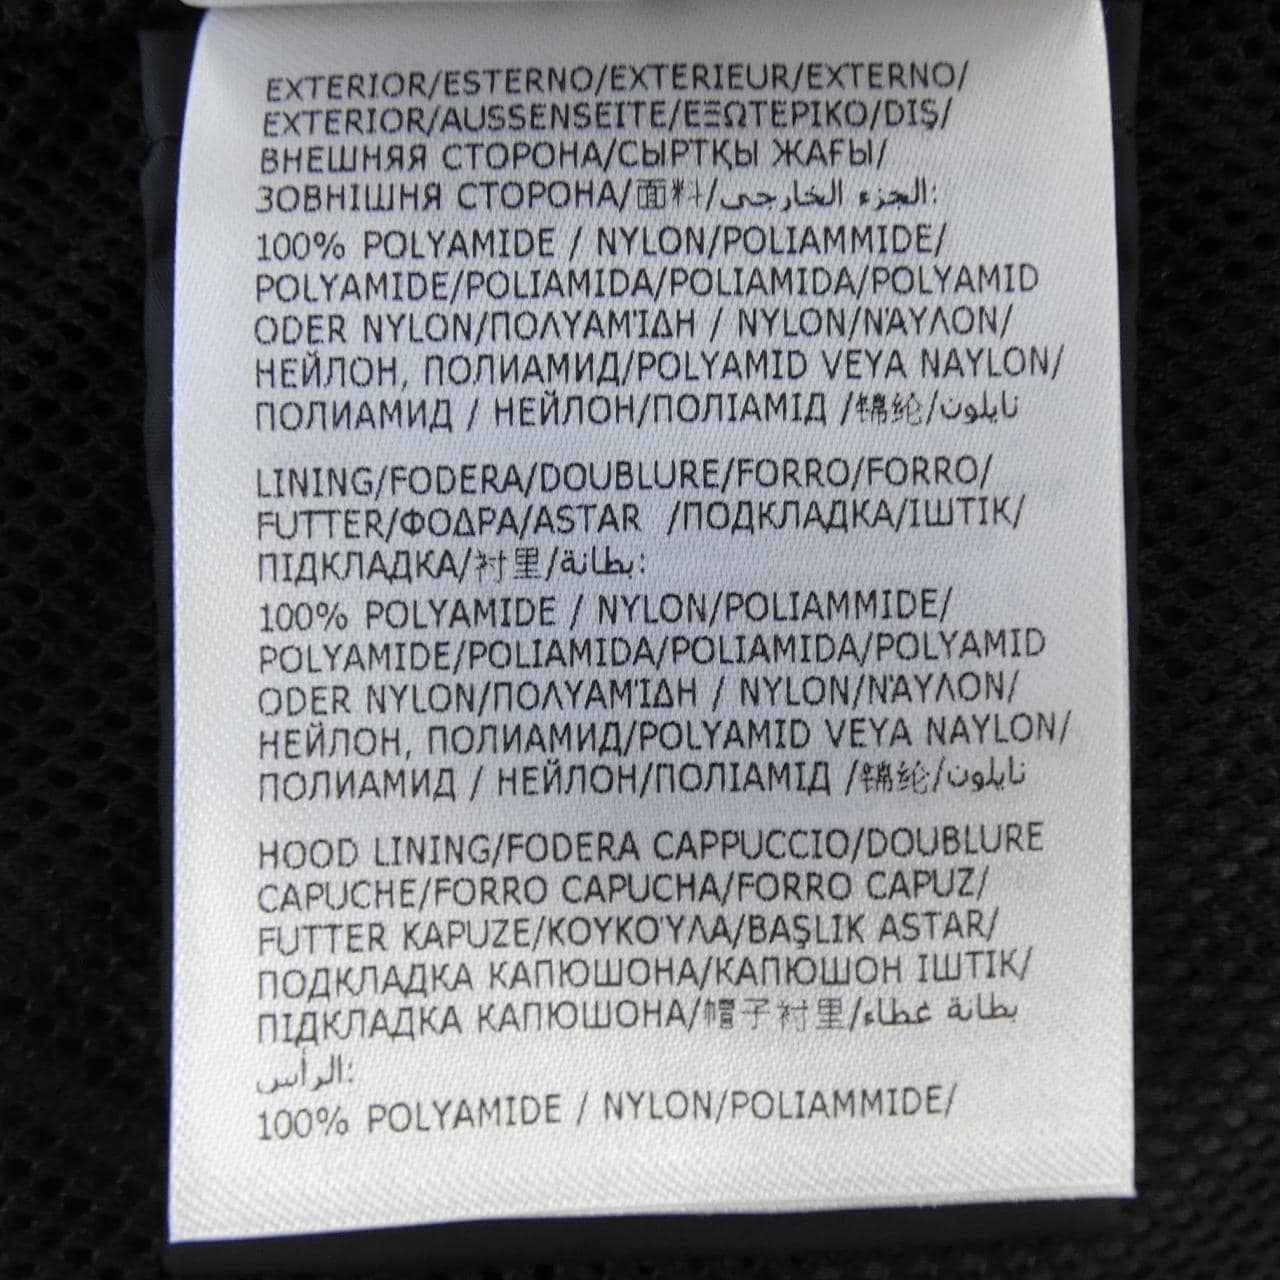 EXTERIOR/ESTERNO/EXTERIEUR/EXTERNO/
EXTERIOR/AUSSENSEITE/ΕΞΩΤΕΡΙΚΟ/DIŞ/
ВНЕШНЯЯ СТОРОНА/СЫРТҚЫ ЖАҒЫ/
ЗОВНІШНЯ СТОРОНА/面料/الجزء الخارجي:
100% POLYAMIDE / NYLON/POLIAMMIDE/
POLYAMIDE/POLIAMIDA/POLIAMIDA/POLYAMID
ODER NYLON/ΠΟΛΥΑΜΊΔΗ / NYLON/ΝΆΥΛΟΝ/
НЕЙЛОН, ПОЛИАМИД/POLYAMID VEYA NAYLON/
ПОЛИАМИД / НЕЙЛОН/ПОЛІАМІД /锦纶/نايلون
LINING/FODERA/DOUBLURE/FORRO/FORRO/
FUTTER/ΦΟΔΡΑ/ASTAR /ПОДКЛАДКА/ІШТІК/
ПІДКЛАДКА/衬里/بطانة:
100% POLYAMIDE / NYLON/POLIAMMIDE/
POLYAMIDE/POLIAMIDA/POLIAMIDA/POLYAMID
ODER NYLON/ΠΟΛΥΑΜΊΔΗ / NYLON/ΝΆΥΛΟΝ/
НЕЙЛОН, ПОЛИАМИД/POLYAMID VEYA NAYLON/
ПОЛИАМИД / НЕЙЛОН/ПОЛІАМІД /锦纶/نايلون
HOOD LINING/FODERA CAPPUCCIO/DOUBLURE
CAPUCHE/FORRO CAPUCHA/FORRO CAPUZ/
FUTTER KAPUZE/ΚΟΥΚΟΎΛΑ/BAŞLIK ASTAR/
ПОДКЛАДКА КАПЮШОНА/КАПЮШОН ІШТІК/
ПІДКЛАДКА КАПЮШОНА/帽子衬里/بطانة غطاء
الرأس:
100% POLYAMIDE / NYLON/POLIAMMIDE/